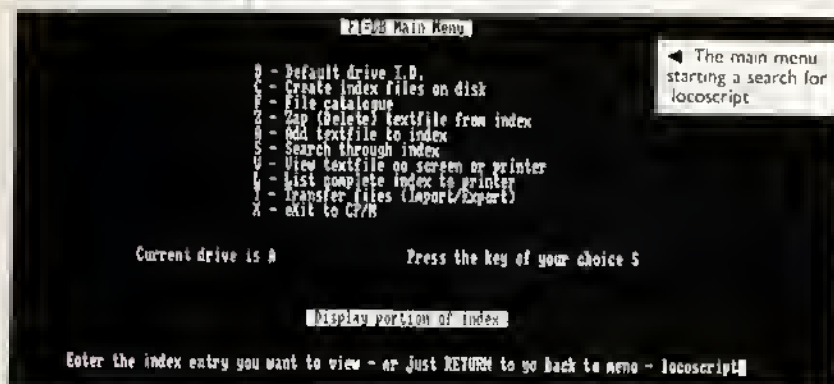 Main Menu
◄ The main menu
starting a search for
locoscript
D - Default drive I.D.
C - Create index files on disk
F - File catalogue
Z - Zap (Delete) textfile from index
A - Add textfile to index
S - Search through index
V - View textfile on screen or printer
L - List complete index to printer
T - Transfer files (Import/Export)
X - eXit to CP/M
Current drive is A
Press the key of your choice S
Display portion of index
Enter the index entry you want to view - or Just RETURN to go back to menu - locoscript